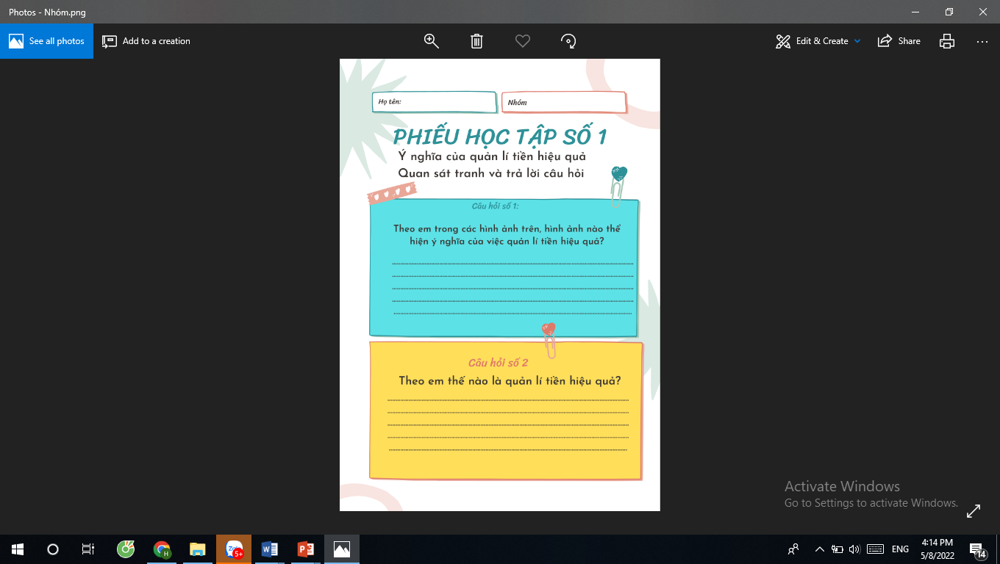 Photos - Nhóm.png
See all photos
Add to a creation
Edit & Create
Share
Họ tên:
Nhóm
PHIẾU HỌC TẬP SỐ 1
Ý nghĩa của quản lí tiền hiệu quả
Quan sát tranh và trả lời câu hỏi
Câu hỏi số 1:
Theo em trong các hình ảnh trên, hình ảnh nào thể
hiện ý nghĩa của việc quản lí tiền hiệu quả?
Câu hỏi số 2
Theo em thế nào là quản lí tiền hiệu quả?
Activate Windows
Go to Settings to activate Windows.
H
5+
ENG
4:14 PM
5/8/2022
14